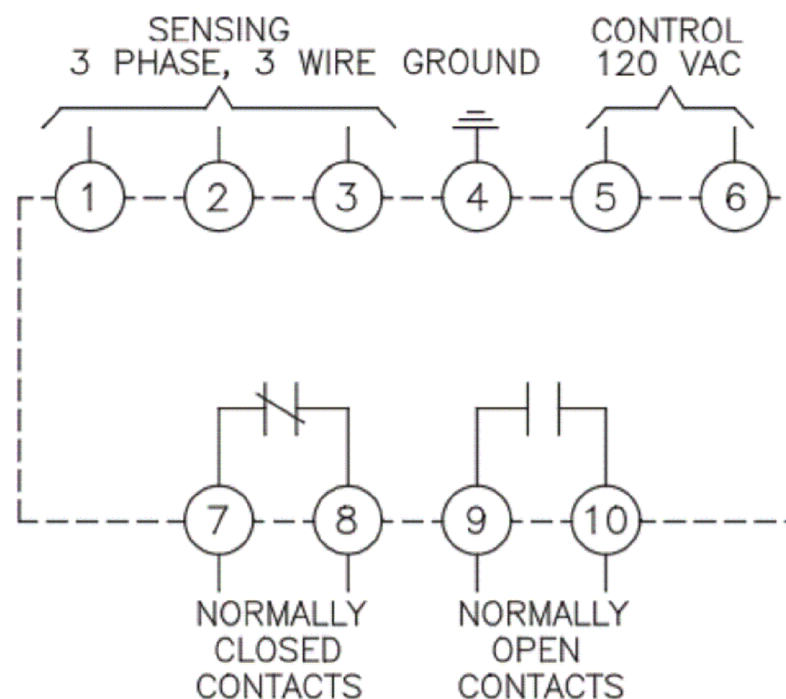 SENSING
3 PHASE, 3 WIRE
GROUND
CONTROL
120 VAC
1
2
3
4
5
6
7
8
9
10
NORMALLY
CLOSED
CONTACTS
NORMALLY
OPEN
CONTACTS